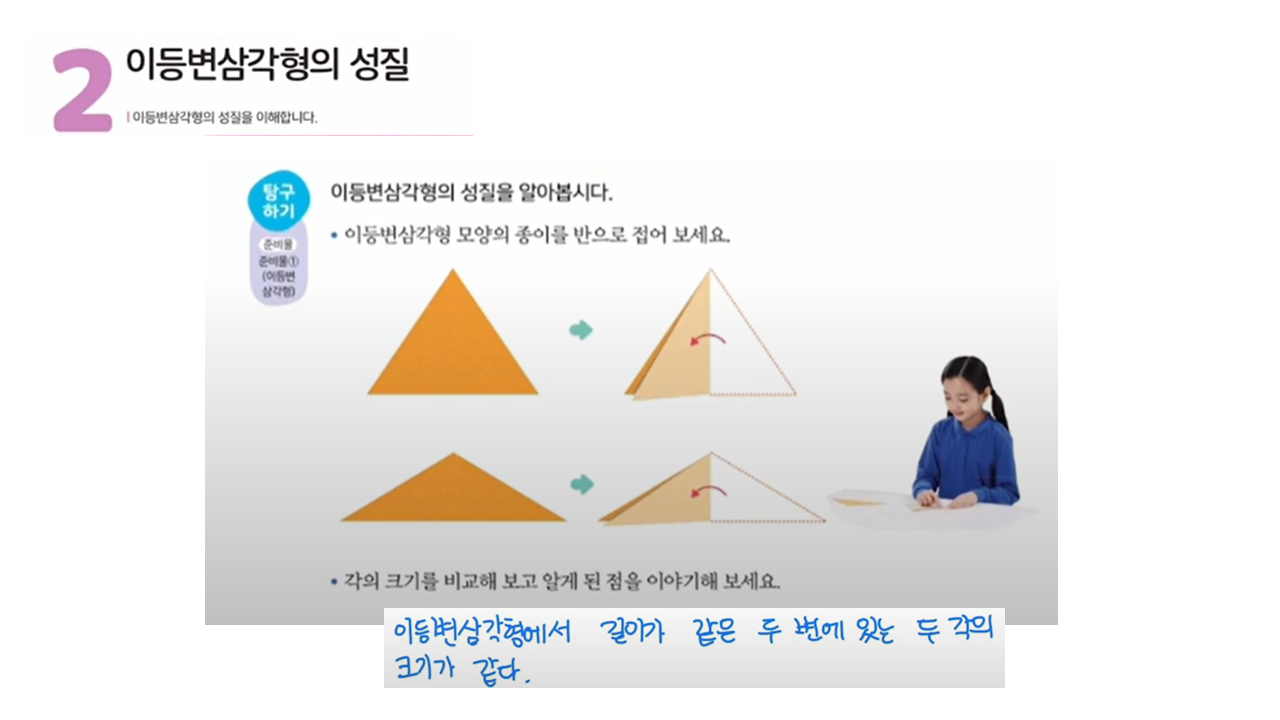 2 이등변삼각형의 성질
이등변삼각형의 성질을 이해합니다.
탐구
하기
준비물
준비물①
(이등변
삼각형)
이등변삼각형의 성질을 알아봅시다.
• 이등변삼각형 모양의 종이를 반으로 접어 보세요.
• 각의 크기를 비교해 보고 알게 된 점을 이야기해 보세요.
이등변삼각형에서 길이가 같은 두 변에 있는 두 각의
크기가 같다.